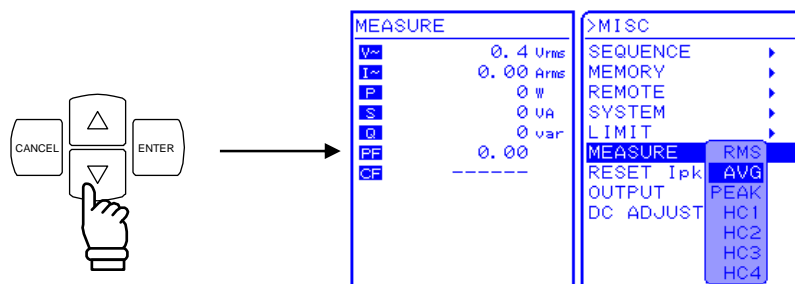 CANCEL
ENTER
MEASURE
V~ 0.4 Vrms
I~ 0.00 Arms
P 0 W
S 0 VA
Q 0 var
PF 0.00
CF ------
>MISC
SEQUENCE
MEMORY
REMOTE
SYSTEM
LIMIT
MEASURE RMS
RESET Ipk AVG
OUTPUT PEAK
DC ADJUST HC1
HC2
HC3
HC4